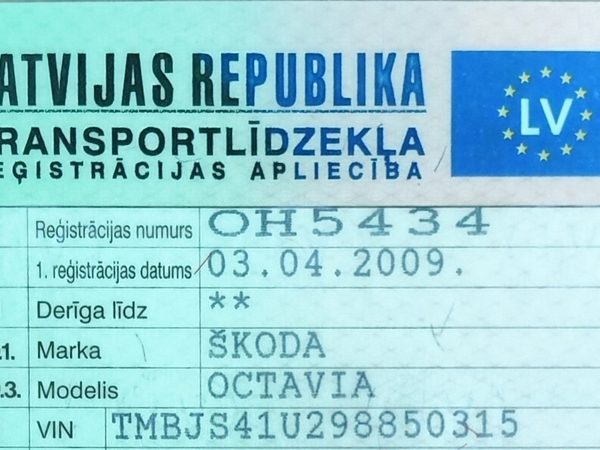 ATVIJAS REPUBLIKA
RANSPORTLĪDZEKĻA
EĢISTRĀCIJAS APLIECĪBA
LV
Reģistrācijas numurs OH5434
1. reģistrācijas datums 03.04.2009.
Derīga līdz **
1. Marka ŠKODA
.3. Modelis OCTAVIA
VIN TMBJS41U298850315